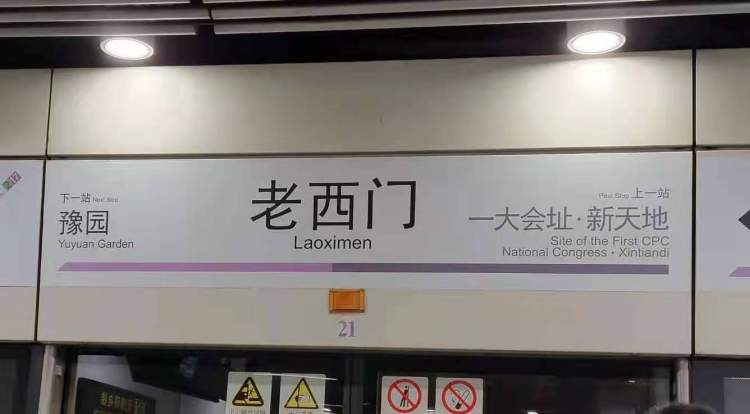 下一站 Next Stop
豫园
Yuyuan Garden
老西门
Laoximen
Past Stop 上一站
一大会址·新天地
Site of the First CPC
National Congress · Xintiandi
21